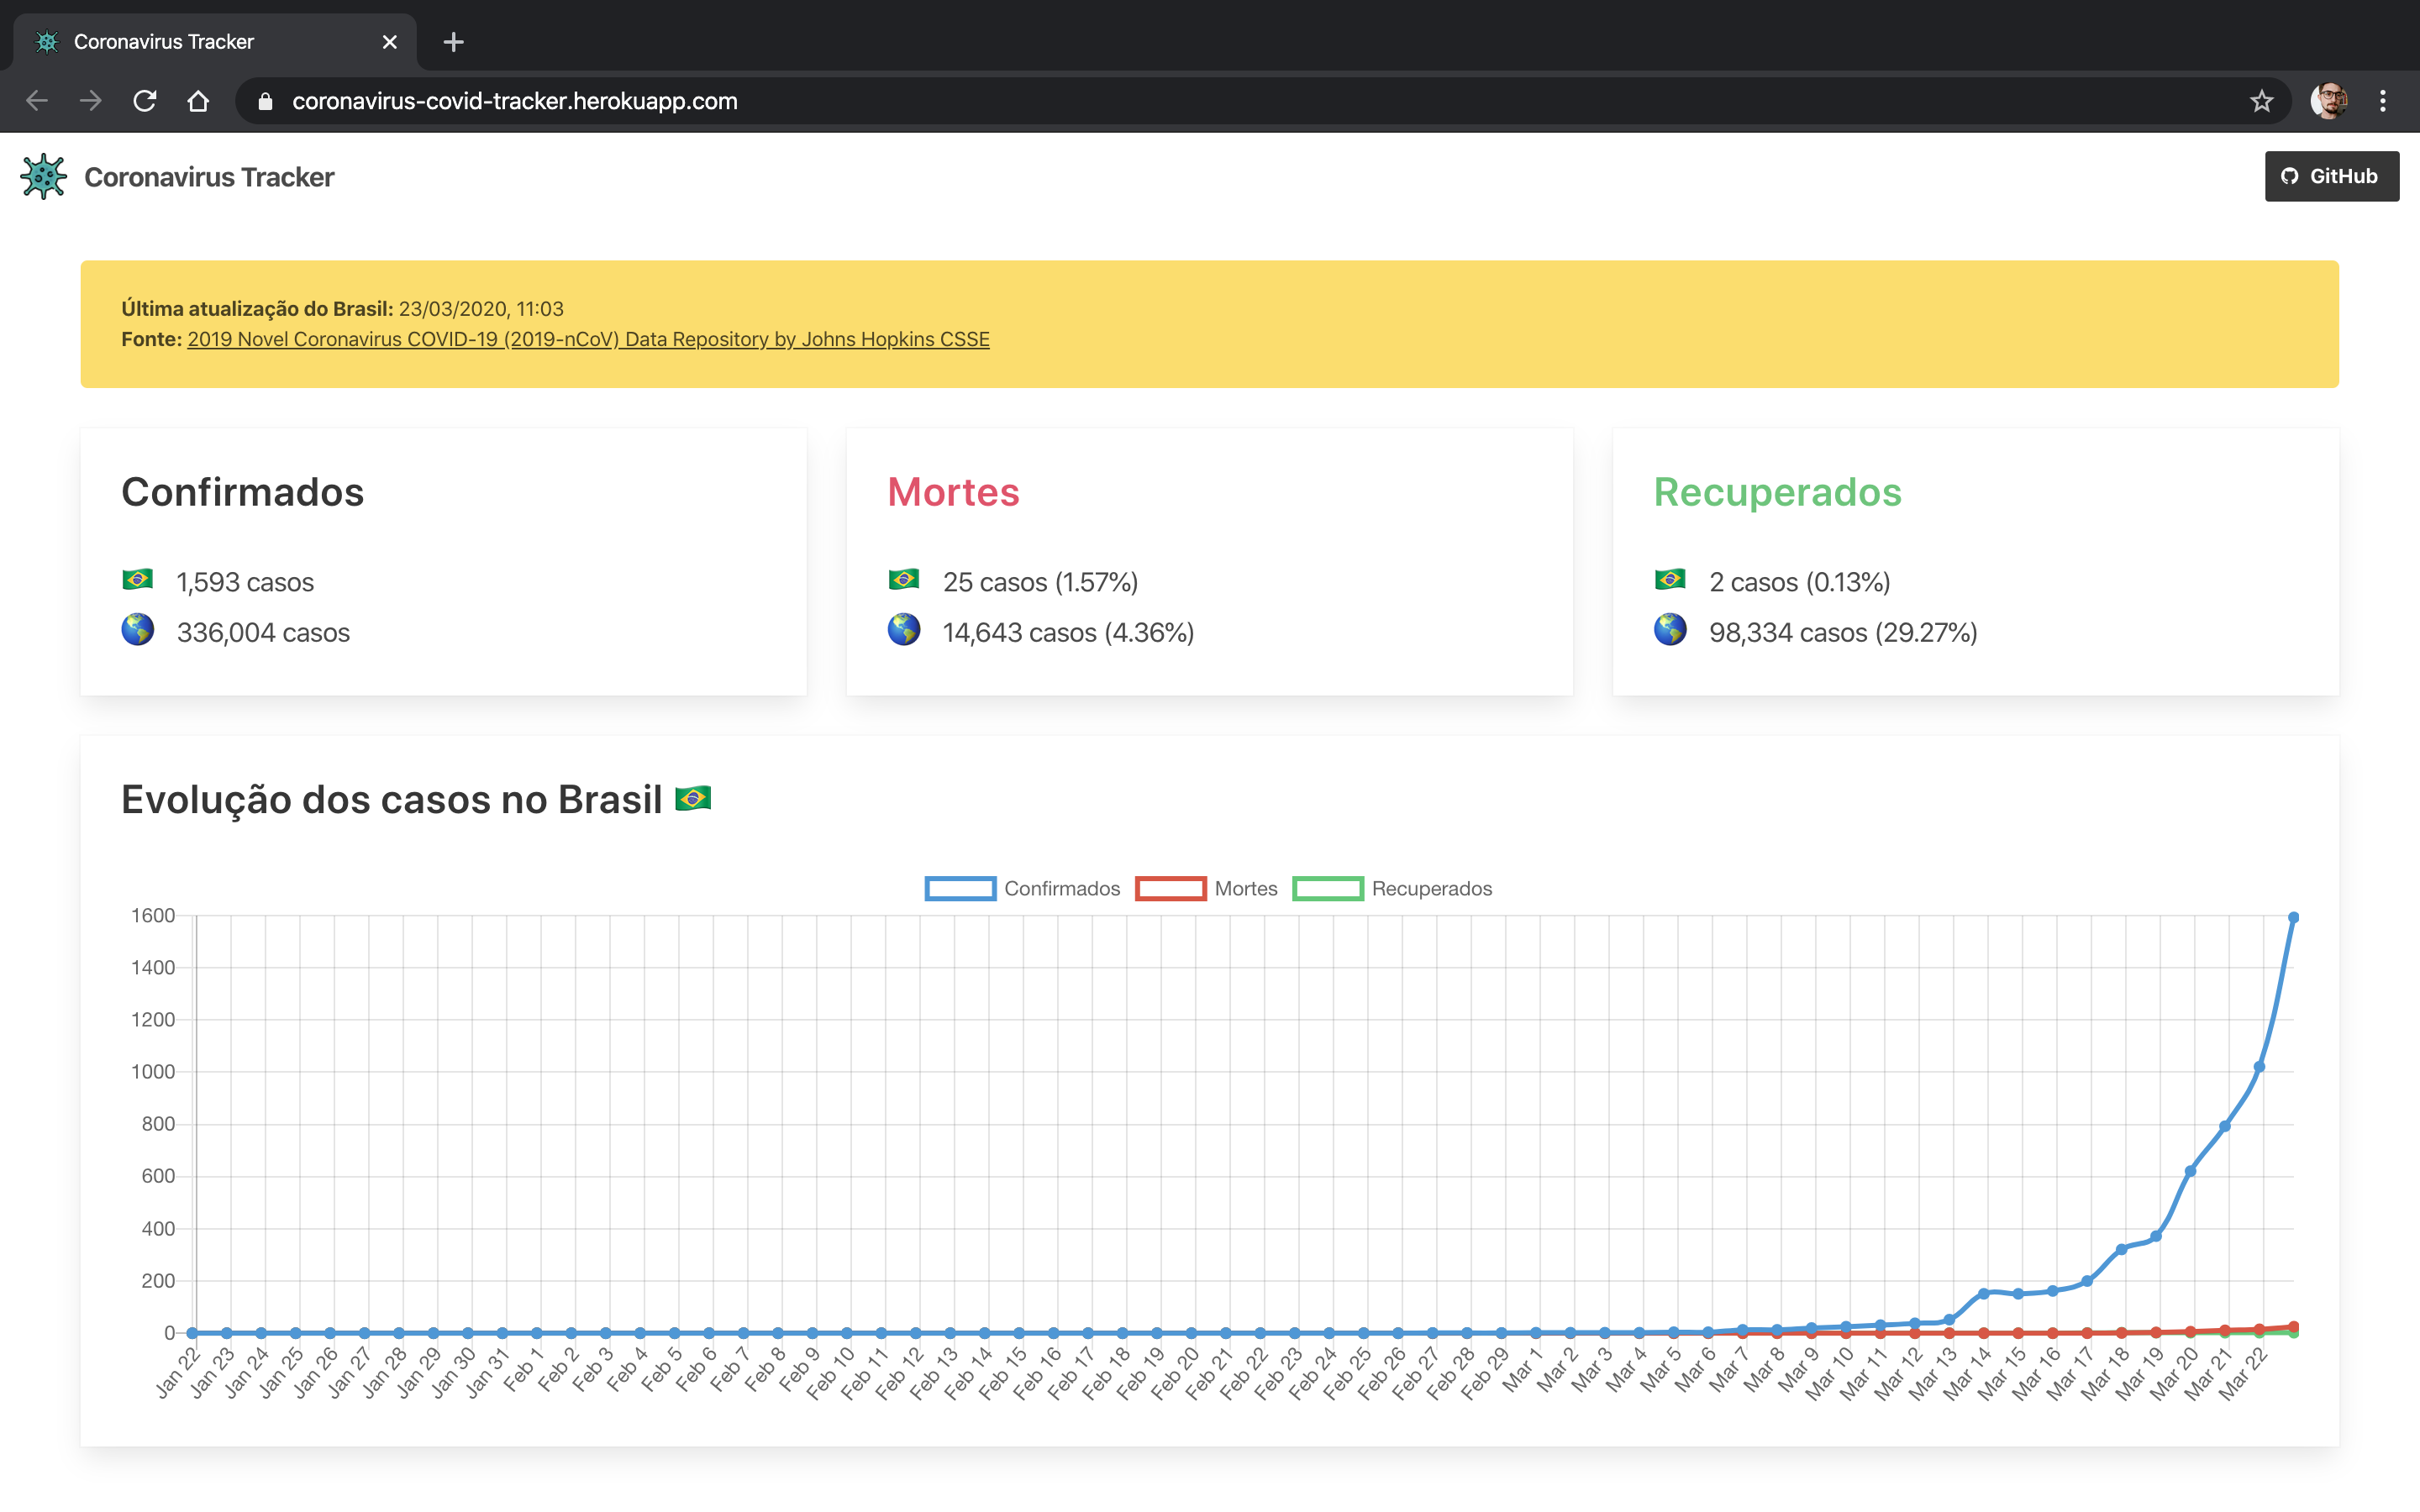 Coronavirus Tracker
coronavirus-covid-tracker.herokuapp.com
Coronavirus Tracker
GitHub
Última atualização do Brasil: 23/03/2020, 11:03
Fonte: 2019 Novel Coronavirus COVID-19 (2019-nCoV) Data Repository by Johns Hopkins CSSE
Confirmados
1,593 casos
336,004 casos
Mortes
25 casos (1.57%)
14,643 casos (4.36%)
Recuperados
2 casos (0.13%)
98,334 casos (29.27%)
Evolução dos casos no Brasil
Confirmados Mortes Recuperados
1600
1400
1200
1000
800
600
400
200
0
Jan 22 Jan 23 Jan 24 Jan 25 Jan 26 Jan 27 Jan 28 Jan 29 Jan 30 Jan 31 Feb 1 Feb 2 Feb 3 Feb 4 Feb 5 Feb 6 Feb 7 Feb 8 Feb 9 Feb 10 Feb 11 Feb 12 Feb 13 Feb 14 Feb 15 Feb 16 Feb 17 Feb 18 Feb 19 Feb 20 Feb 21 Feb 22 Feb 23 Feb 24 Feb 25 Feb 26 Feb 27 Feb 28 Feb 29 Mar 1 Mar 2 Mar 3 Mar 4 Mar 5 Mar 6 Mar 7 Mar 8 Mar 9 Mar 10 Mar 11 Mar 12 Mar 13 Mar 14 Mar 15 Mar 16 Mar 17 Mar 18 Mar 19 Mar 20 Mar 21 Mar 22